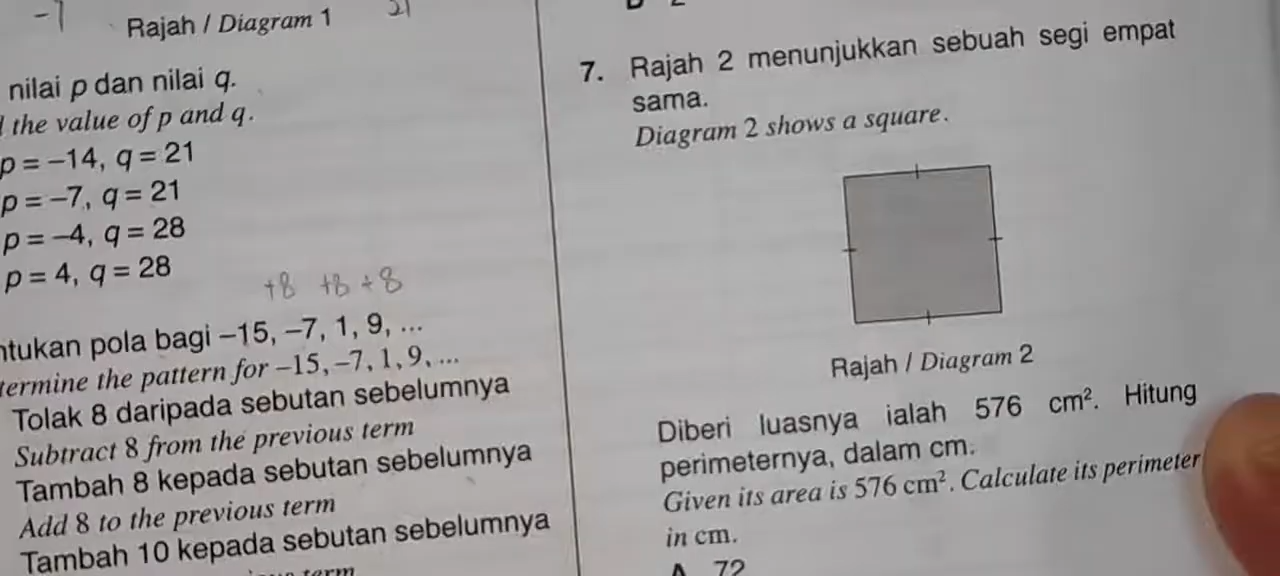 -7
Rajah / Diagram 1
21
nilai p dan nilai q.
the value of p and q.
p = −14, q = 21
p = −7, q = 21
p = −4, q = 28
p = 4, q = 28
+8 +8 +8
ntukan pola bagi −15, −7, 1, 9, ...
termine the pattern for −15, −7, 1, 9, ...
Tolak 8 daripada sebutan sebelumnya
Subtract 8 from the previous term
Tambah 8 kepada sebutan sebelumnya
Add 8 to the previous term
Tambah 10 kepada sebutan sebelumnya
term
7. Rajah 2 menunjukkan sebuah segi empat
sama.
Diagram 2 shows a square.
Rajah / Diagram 2
Diberi luasnya ialah 576 cm². Hitung
perimeternya, dalam cm.
Given its area is 576 cm². Calculate its perimeter
in cm.
A 72